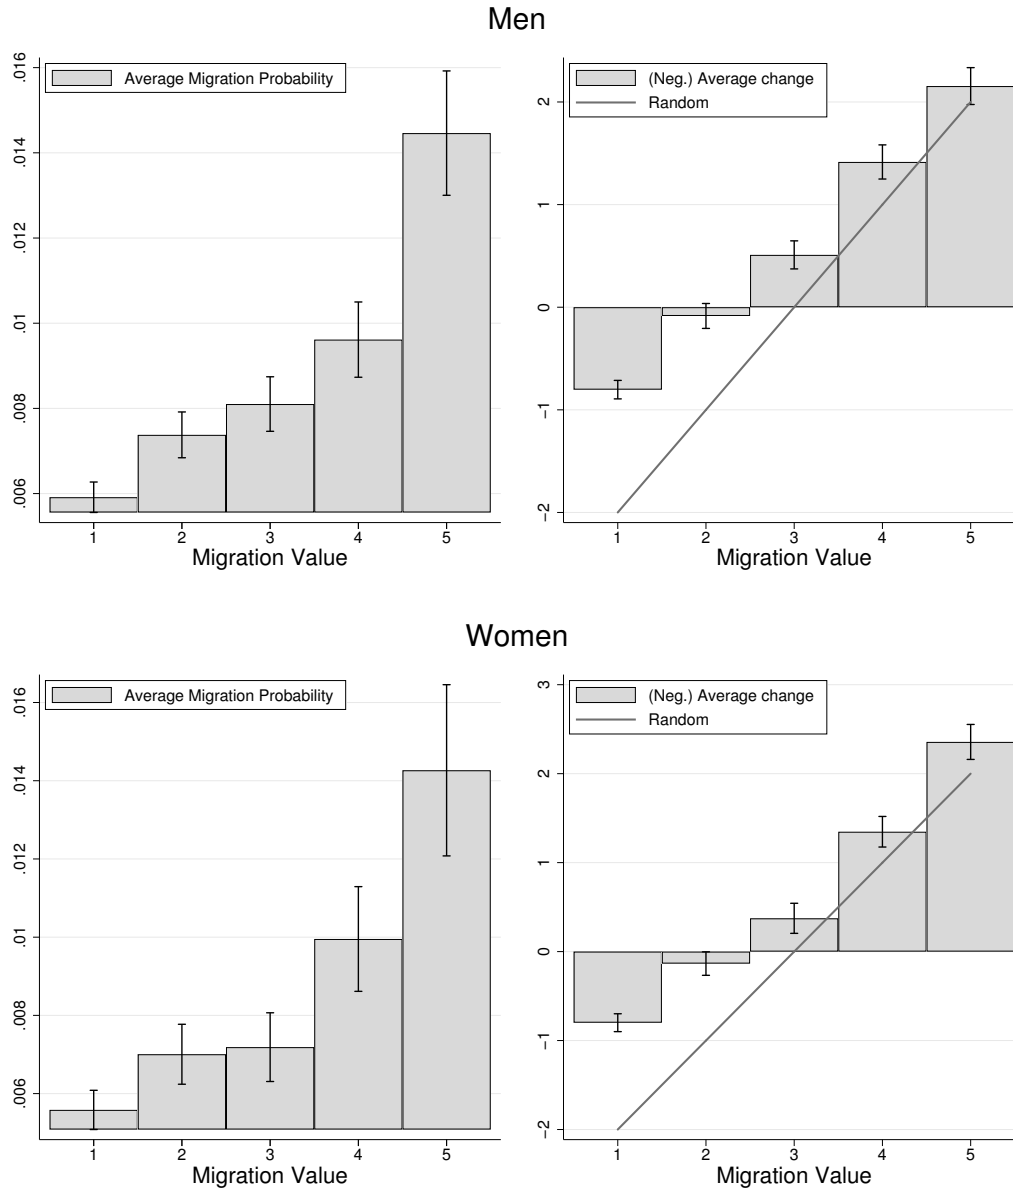 Men
Average Migration Probability
.016
.014
.012
.01
.008
.006
1 2 3 4 5
Migration Value
(Neg.) Average change
Random
2
1
0
-1
-2
1 2 3 4 5
Migration Value
Women
Average Migration Probability
.016
.014
.012
.01
.008
.006
1 2 3 4 5
Migration Value
(Neg.) Average change
Random
3
2
1
0
-1
-2
1 2 3 4 5
Migration Value